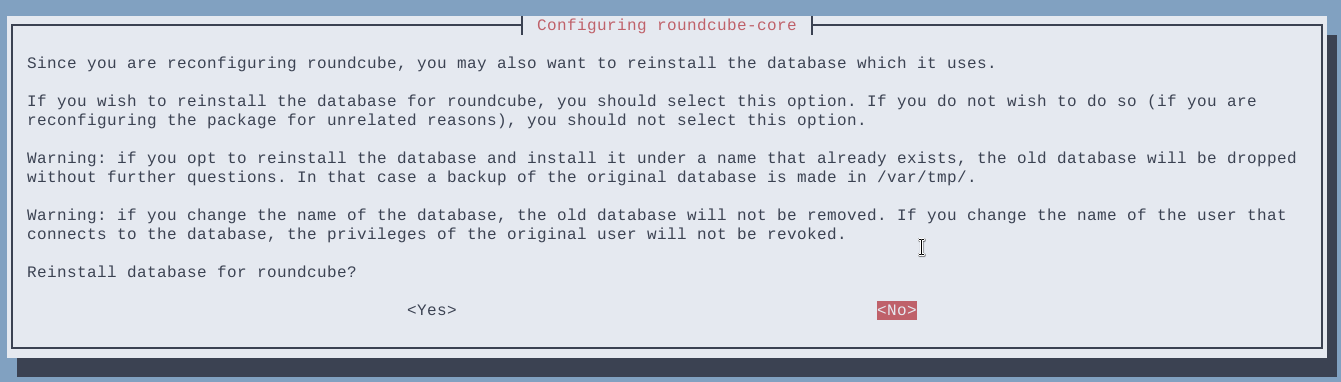 Configuring roundcube-core
Since you are reconfiguring roundcube, you may also want to reinstall the database which it uses.
If you wish to reinstall the database for roundcube, you should select this option. If you do not wish to do so (if you are
reconfiguring the package for unrelated reasons), you should not select this option.
Warning: if you opt to reinstall the database and install it under a name that already exists, the old database will be dropped
without further questions. In that case a backup of the original database is made in /var/tmp/.
Warning: if you change the name of the database, the old database will not be removed. If you change the name of the user that
connects to the database, the privileges of the original user will not be revoked.
Reinstall database for roundcube?
<Yes> <No>